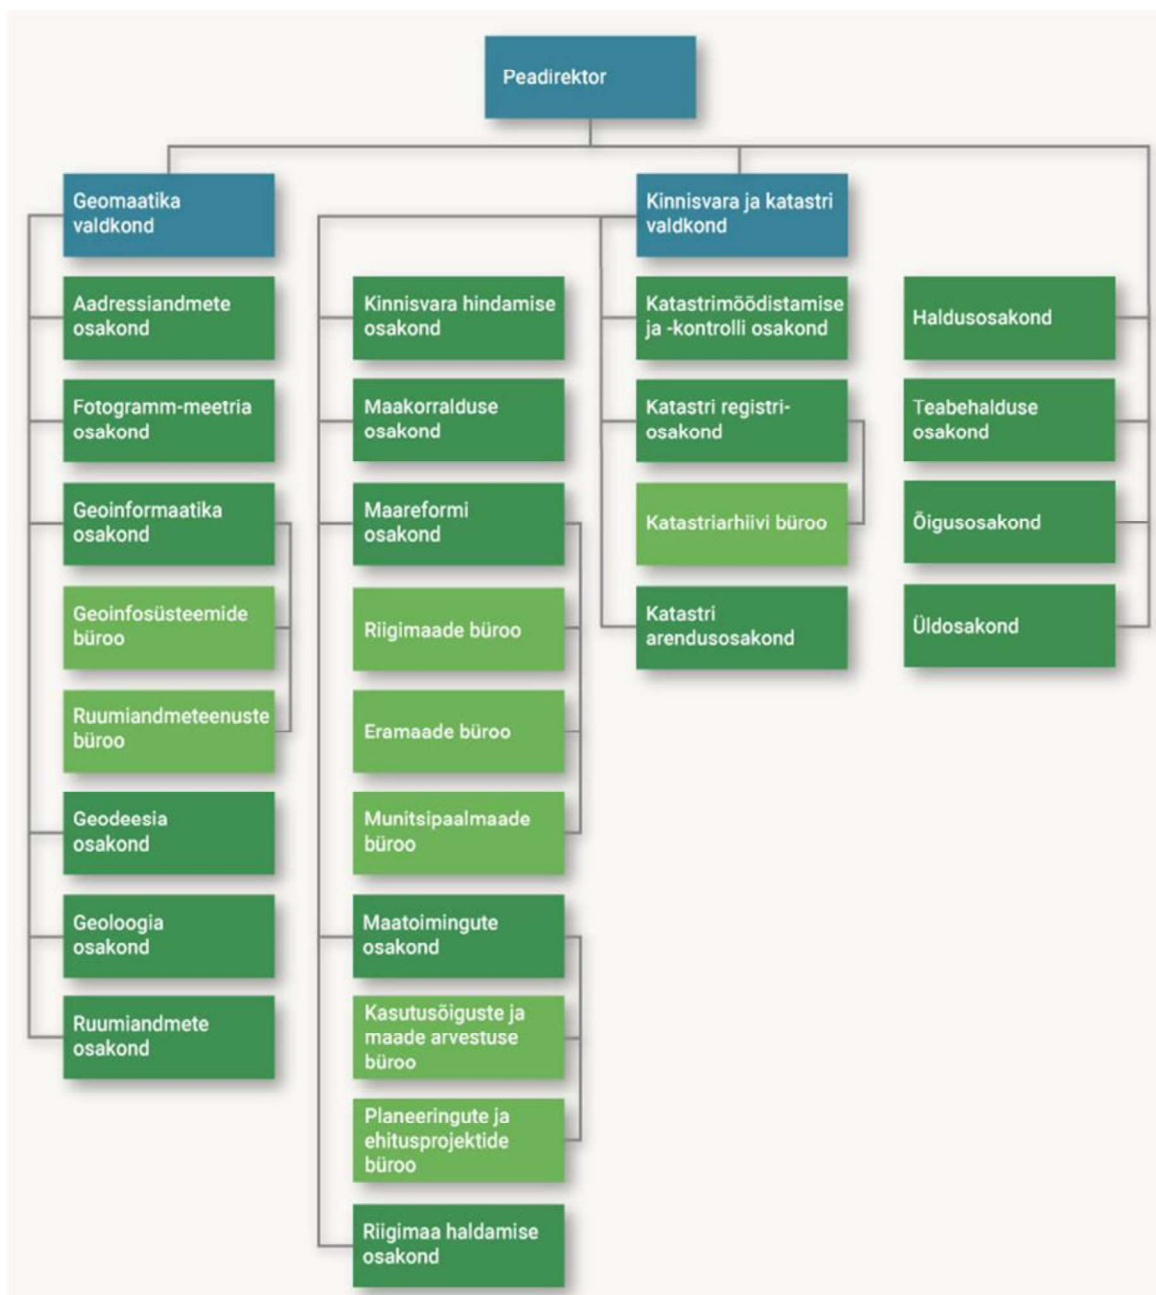 Peadirektor
Geomaatika
valdkond
Aadressiandmete
osakond
Fotogramm-meetria
osakond
Geoinformaatika
osakond
Geoinfosüsteemide
büroo
Ruumiandmeteenuste
büroo
Geodeesia
osakond
Geoloogia
osakond
Ruumiandmete
osakond
Kinnisvara ja katastri
valdkond
Kinnisvara hindamise
osakond
Maakorralduse
osakond
Maareformi
osakond
Riigimaade büroo
Eramaade büroo
Munitsipaalmaade
büroo
Maatoimingute
osakond
Kasutusõiguste ja
maade arvestuse
büroo
Planeeringute ja
ehitusprojektide
büroo
Riigimaa haldamise
osakond
Katastrimõõdistamise
ja -kontrolli osakond
Katastri registri-
osakond
Katastriarhiivi büroo
Katastri
arendusosakond
Haldusosakond
Teabehalduse
osakond
Õigusosakond
Üldosakond